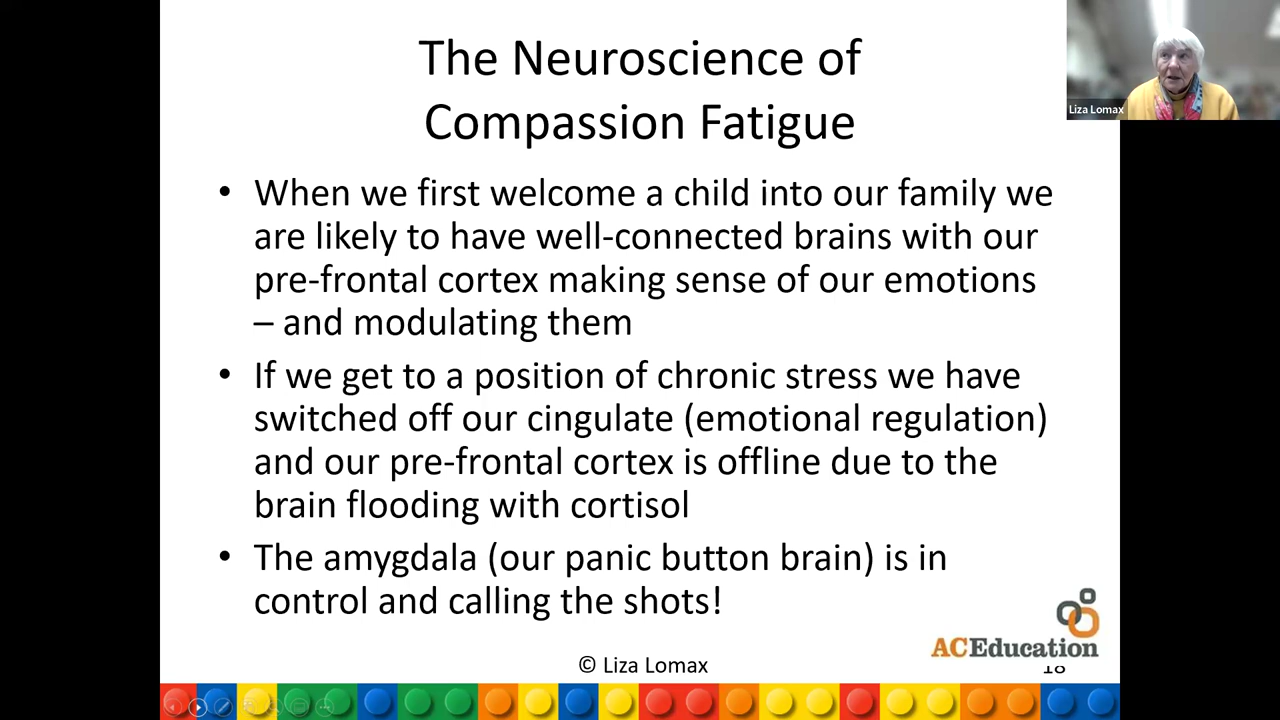 The Neuroscience of
Compassion Fatigue
Liza Lomax
• When we first welcome a child into our family we
are likely to have well-connected brains with our
pre-frontal cortex making sense of our emotions
– and modulating them
• If we get to a position of chronic stress we have
switched off our cingulate (emotional regulation)
and our pre-frontal cortex is offline due to the
brain flooding with cortisol
• The amygdala (our panic button brain) is in
control and calling the shots!
ACEducation
© Liza Lomax